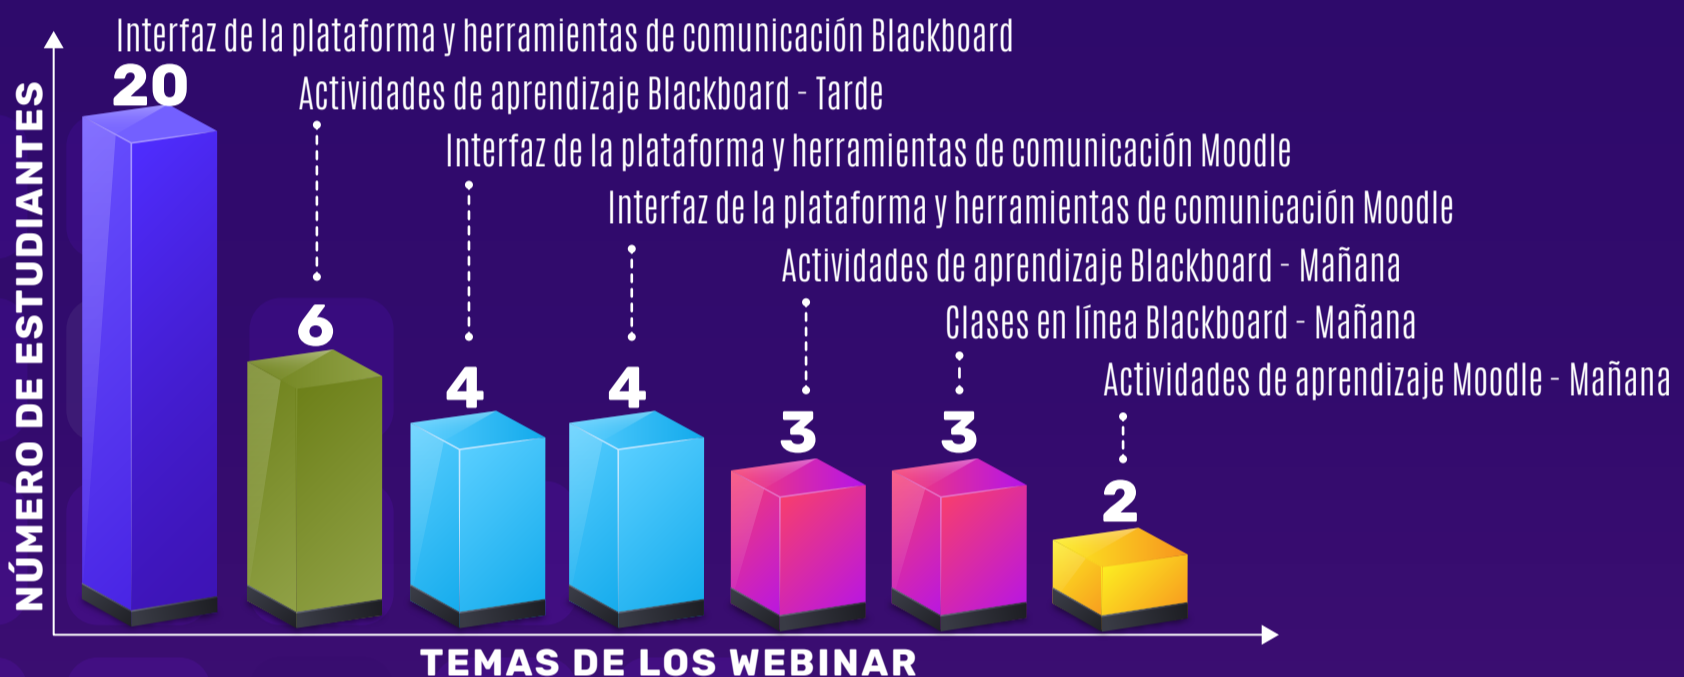 Interfaz de la plataforma y herramientas de comunicación Blackboard
20
Actividades de aprendizaje Blackboard - Tarde
6
Interfaz de la plataforma y herramientas de comunicación Moodle
4
Interfaz de la plataforma y herramientas de comunicación Moodle
4
Actividades de aprendizaje Blackboard - Mañana
3
Clases en línea Blackboard - Mañana
3
Actividades de aprendizaje Moodle - Mañana
2
NÚMERO DE ESTUDIANTES
TEMAS DE LOS WEBINAR